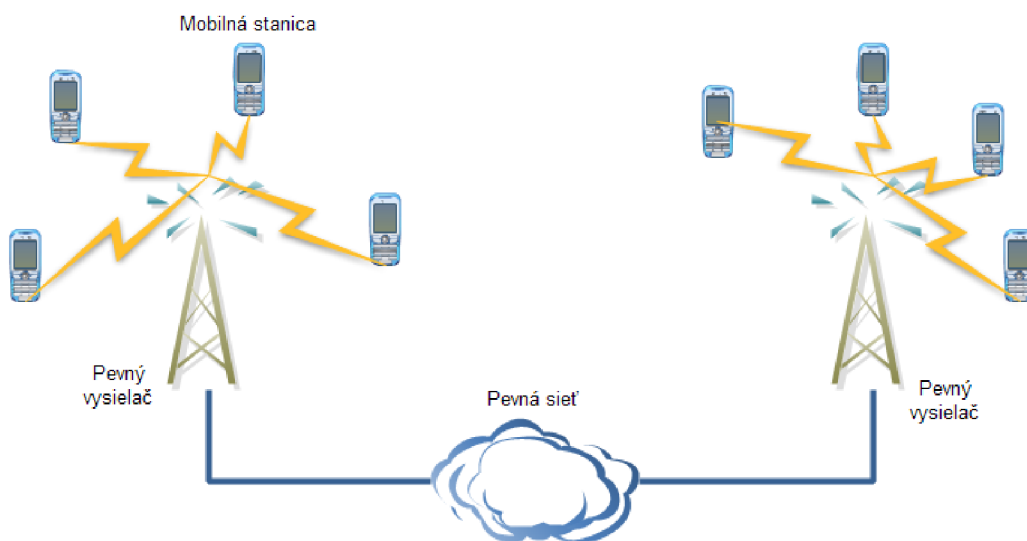 Mobilná stanica
Pevný
vysielač
Pevná sieť
Pevný
vysielač